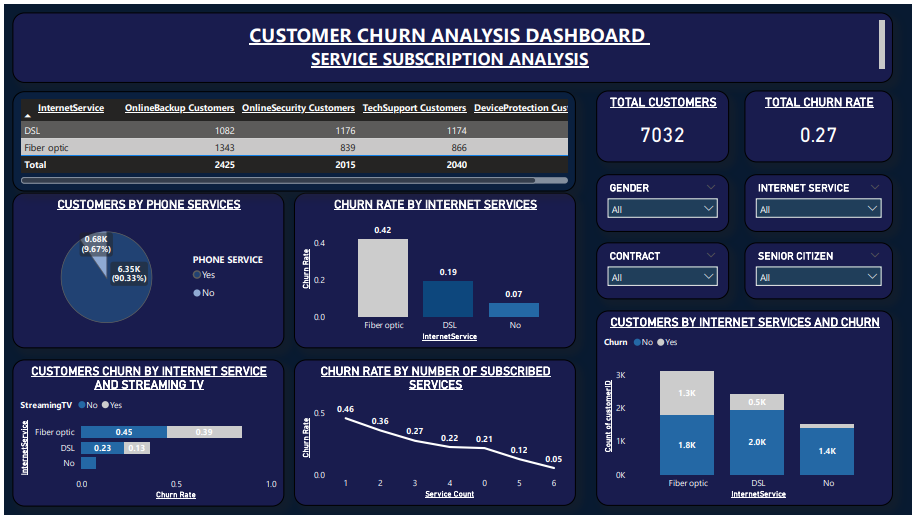 CUSTOMER CHURN ANALYSIS DASHBOARD
SERVICE SUBSCRIPTION ANALYSIS
InternetService OnlineBackup Customers OnlineSecurity Customers TechSupport Customers DeviceProtection Cust
DSL 1082 1176 1174
Fiber optic 1343 839 866
Total 2425 2015 2040
TOTAL CUSTOMERS
7032
TOTAL CHURN RATE
0.27
GENDER
All
INTERNET SERVICE
All
CONTRACT
All
SENIOR CITIZEN
All
CUSTOMERS BY PHONE SERVICES
0.68K
(9.67%)
6.35K
(90.33%)
PHONE SERVICE
Yes
No
CHURN RATE BY INTERNET SERVICES
Churn Rate
0.4
0.2
0.0
0.42
0.19
0.07
Fiber optic DSL No
InternetService
CUSTOMERS CHURN BY INTERNET SERVICE
AND STREAMING TV
StreamingTV No Yes
InternetService
Fiber optic 0.45 0.39
DSL 0.23 0.13
No
0.0 0.5 1.0
Churn Rate
CHURN RATE BY NUMBER OF SUBSCRIBED
SERVICES
Churn Rate
0.5
0.0
0.46 0.36 0.27 0.22 0.21 0.12 0.05
1 2 3 4 0 5 6
Service Count
CUSTOMERS BY INTERNET SERVICES AND CHURN
Churn No Yes
Count of customerID
3K
2K
1K
0K
1.3K 0.5K
1.8K 2.0K 1.4K
Fiber optic DSL No
InternetService